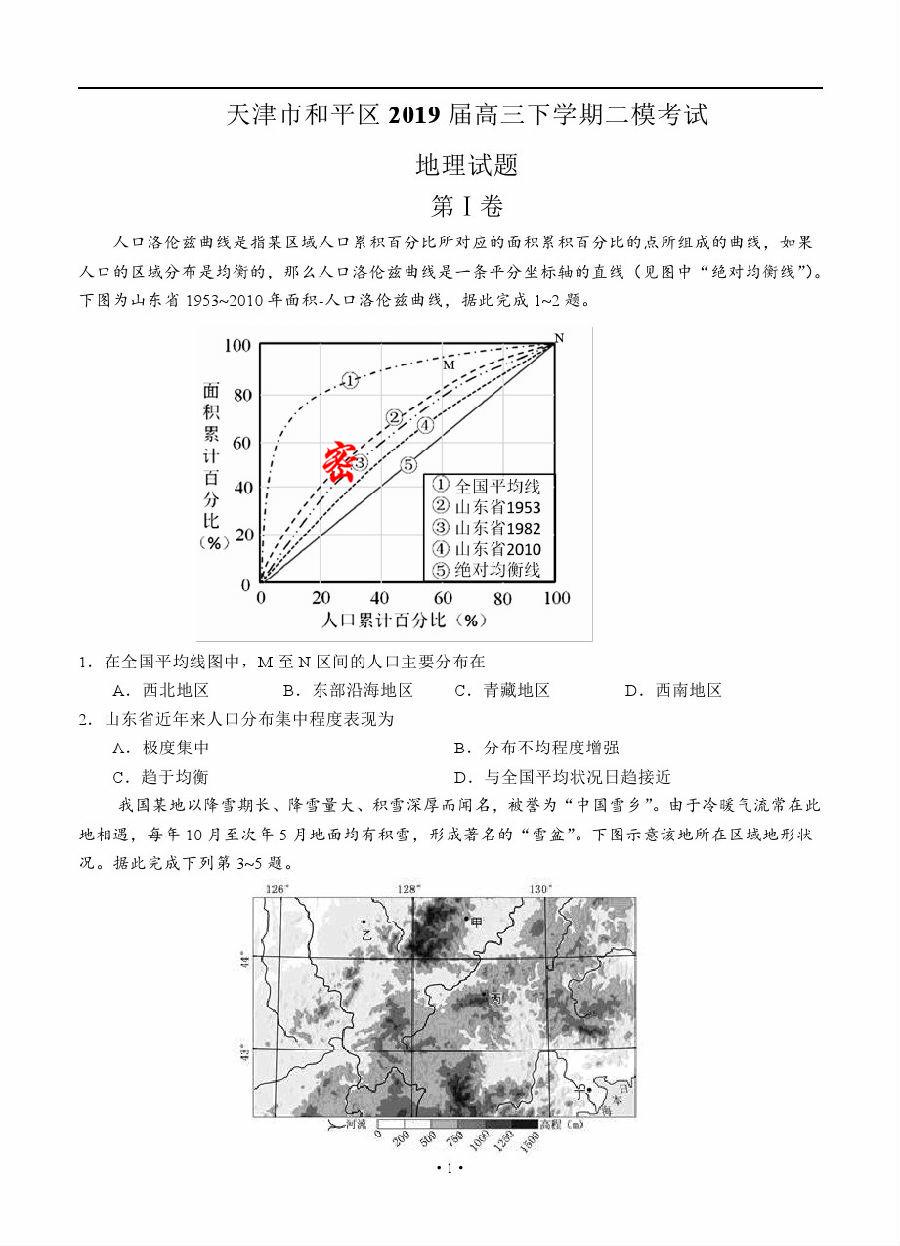 天津市和平区 2019 届高三下学期二模考试
地理试题
第 I 卷
人口洛伦兹曲线是指某区域人口累积百分比所对应的面积累积百分比的点所组成的曲线，如果
人口的区域分布是均衡的，那么人口洛伦兹曲线是一条平分坐标轴的直线（见图中“绝对均衡线”）。
下图为山东省 1953~2010 年面积-人口洛伦兹曲线，据此完成 1~2 题。
面积累计百分比（%）
100
80
60
40
20
0
N
M
①
②
密
③
④
⑤
① 全国平均线
② 山东省1953
③ 山东省1982
④ 山东省2010
⑤ 绝对均衡线
0 20 40 60 80 100
人口累计百分比（%）
1．在全国平均线图中，M 至 N 区间的人口主要分布在
A．西北地区 B．东部沿海地区 C．青藏地区 D．西南地区
2．山东省近年来人口分布集中程度表现为
A．极度集中 B．分布不均程度增强
C．趋于均衡 D．与全国平均状况日趋接近
我国某地以降雪期长、降雪量大、积雪深厚而闻名，被誉为“中国雪乡”。由于冷暖气流常在此
地相遇，每年 10 月至次年 5 月地面均有积雪，形成著名的“雪盆”。下图示意该地所在区域地形状
况。据此完成下列第 3~5 题。
126° 128° 130°
甲
乙
44°
丙
43°
丁
日本海
河流 0 200 500 750 1000 1250 1500 高程（m）
· 1 ·